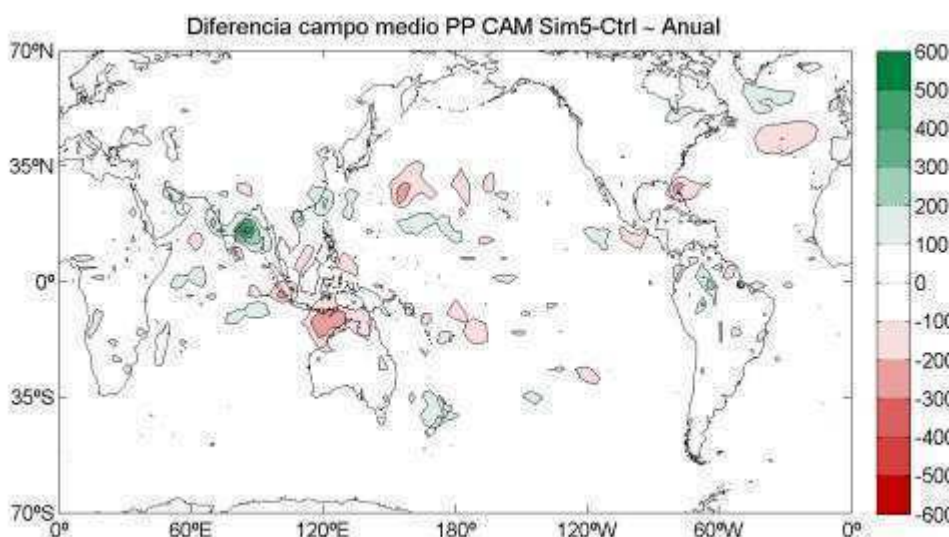 Diferencia campo medio PP CAM Sim5-Ctrl ~ Anual
70ºN
35ºN
0º
35ºS
70ºS
0º 60ºE 120ºE 180º 120ºW 60ºW 0º
600
500
400
300
200
100
0
-100
-200
-300
-400
-500
-600